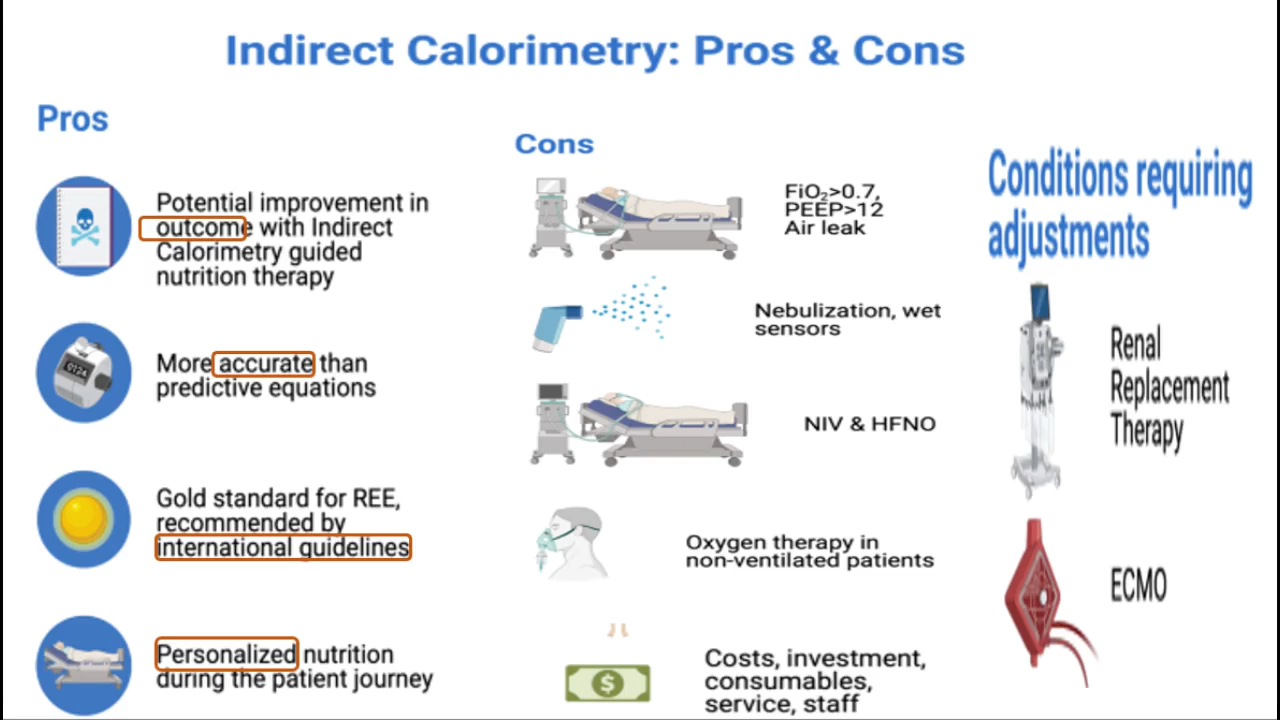 Indirect Calorimetry: Pros & Cons
Pros
Potential improvement in
outcome with Indirect
Calorimetry guided
nutrition therapy
More accurate than
predictive equations
Gold standard for REE,
recommended by
international guidelines
Personalized nutrition
during the patient journey
Cons
FiO₂>0.7,
PEEP>12
Air leak
Nebulization, wet
sensors
NIV & HFNO
Oxygen therapy in
non-ventilated patients
Costs, investment,
consumables,
service, staff
Conditions requiring
adjustments
Renal
Replacement
Therapy
ECMO
0124
$